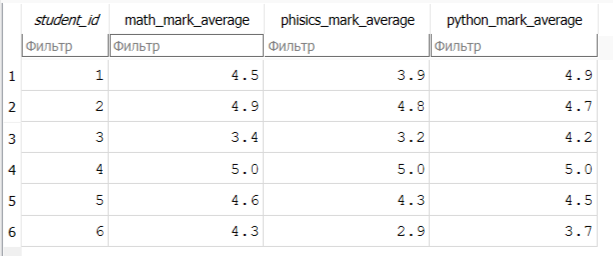 student_id math_mark_average phisics_mark_average python_mark_average
Фильтр Фильтр Фильтр Фильтр
1 1 4.5 3.9 4.9
2 2 4.9 4.8 4.7
3 3 3.4 3.2 4.2
4 4 5.0 5.0 5.0
5 5 4.6 4.3 4.5
6 6 4.3 2.9 3.7